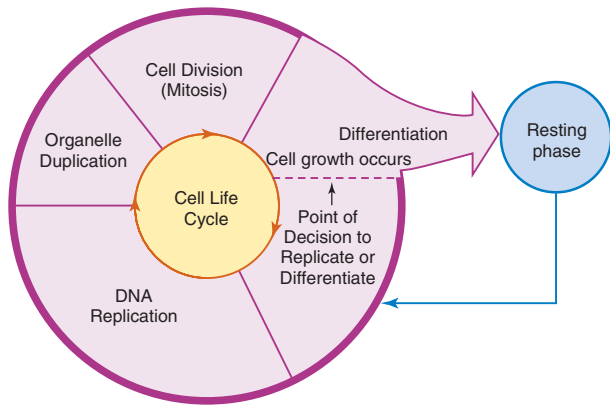 Cell Division
(Mitosis)
Organelle
Duplication
Differentiation
Cell growth occurs
Resting
phase
Cell Life
Cycle
Point of
Decision to
Replicate or
Differentiate
DNA
Replication